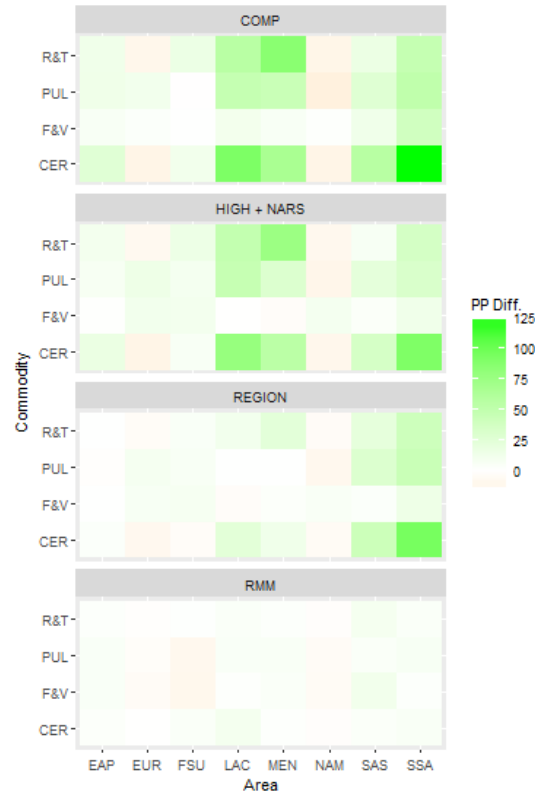 COMP
R&T
PUL
F&V
CER
HIGH + NARS
R&T
PUL
F&V
CER
REGION
R&T
PUL
F&V
CER
RMM
R&T
PUL
F&V
CER
EAP EUR FSU LAC MEN NAM SAS SSA
Area
Commodity
PP Diff.
125
100
75
50
25
0